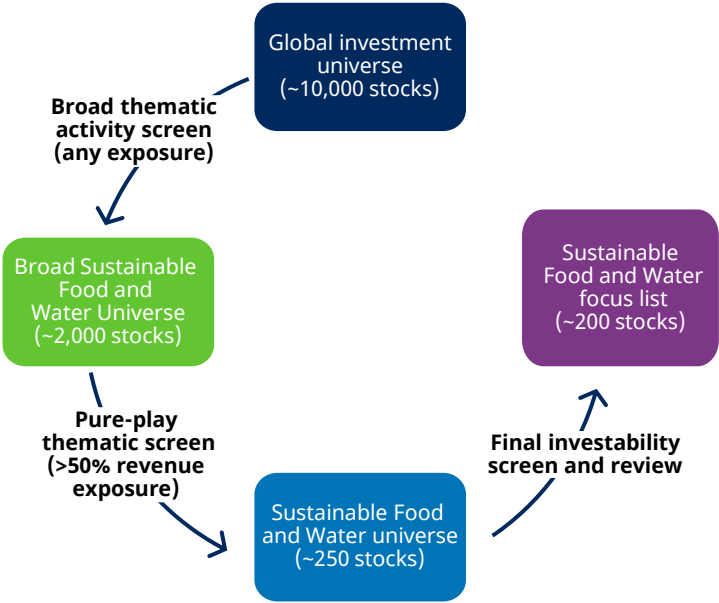 Global investment
universe
(~10,000 stocks)
Broad thematic
activity screen
(any exposure)
Broad Sustainable
Food and
Water Universe
(~2,000 stocks)
Pure-play
thematic screen
(>50% revenue
exposure)
Sustainable Food
and Water universe
(~250 stocks)
Final investability
screen and review
Sustainable
Food and Water
focus list
(~200 stocks)